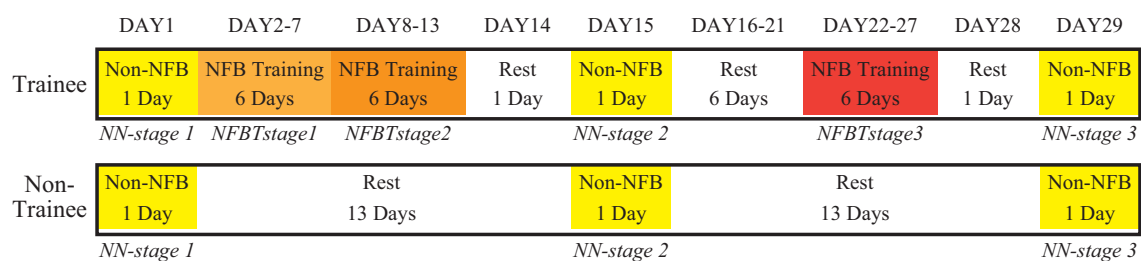 DAY1 DAY2-7 DAY8-13 DAY14 DAY15 DAY16-21 DAY22-27 DAY28 DAY29
Trainee
Non-NFB NFB Training NFB Training Rest Non-NFB Rest NFB Training Rest Non-NFB
1 Day 6 Days 6 Days 1 Day 1 Day 6 Days 6 Days 1 Day 1 Day
NN-stage 1 NFBTstage1 NFBTstage2 NN-stage 2 NFBTstage3 NN-stage 3
Non-
Trainee
Non-NFB Rest Non-NFB Rest Non-NFB
1 Day 13 Days 1 Day 13 Days 1 Day
NN-stage 1 NN-stage 2 NN-stage 3